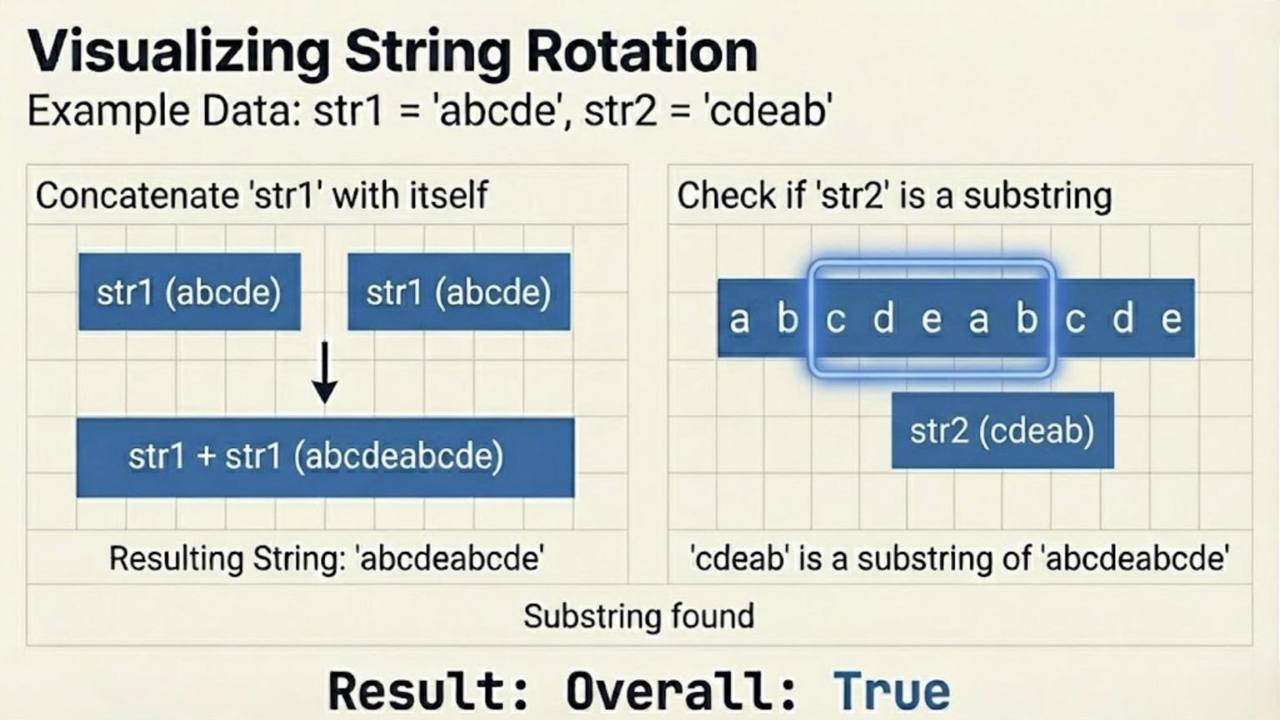 Visualizing String Rotation
Example Data: str1 = 'abcde', str2 = 'cdeab'
Concatenate 'str1' with itself
str1 (abcde)
str1 (abcde)
str1 + str1 (abcdeabcde)
Resulting String: 'abcdeabcde'
Check if 'str2' is a substring
a b c d e a b c d e
str2 (cdeab)
'cdeab' is a substring of 'abcdeabcde'
Substring found
Result: Overall: True